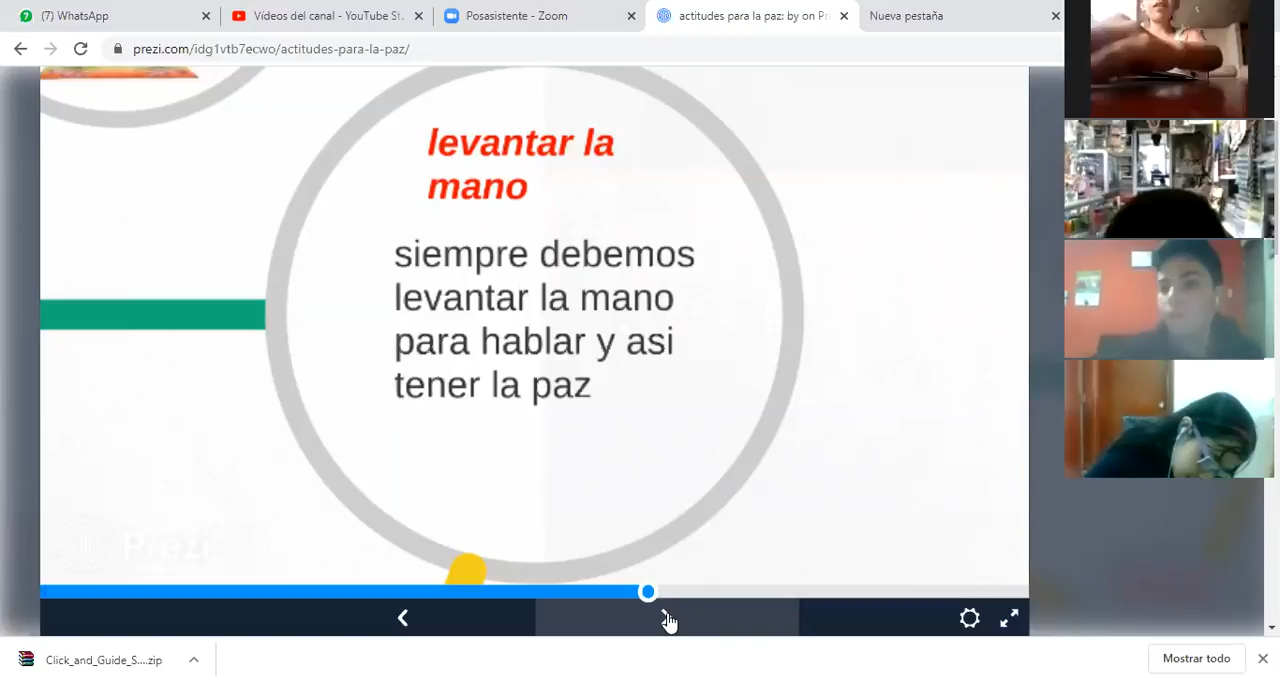 (7) WhatsApp
Vídeos del canal - YouTube St
Posasistente - Zoom
actitudes para la paz: by on Pr
Nueva pestaña
prezi.com/idg1vtb7ecwo/actitudes-para-la-paz/
levantar la
mano
siempre debemos
levantar la mano
para hablar y asi
tener la paz
Prezi
Click_and_Guide_S....zip
Mostrar todo